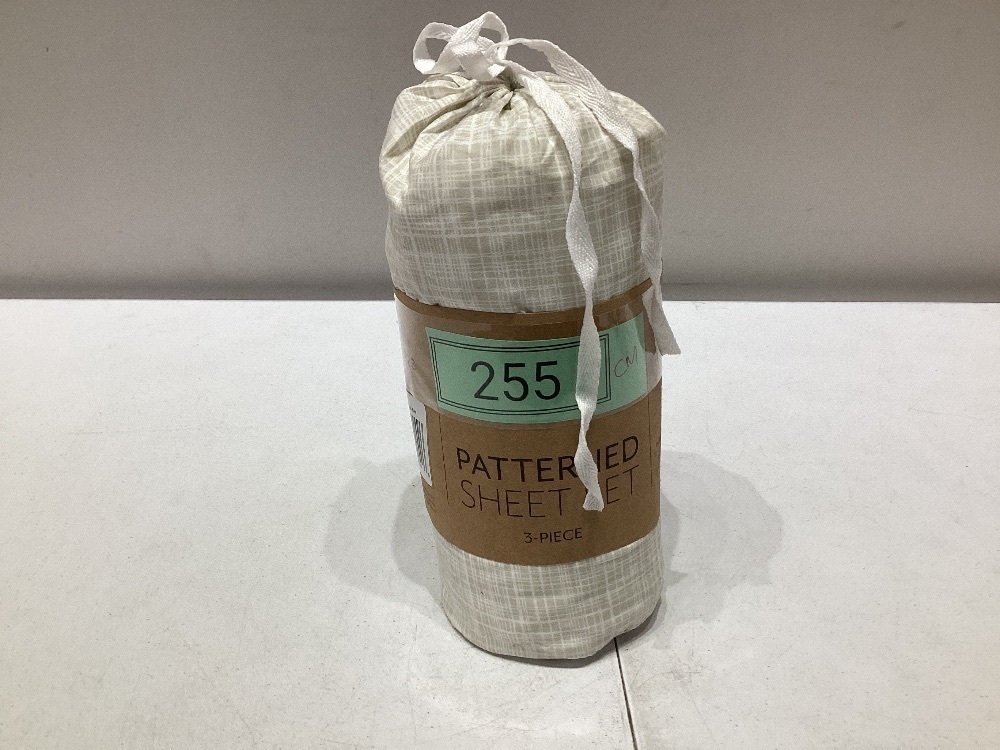 255
CM
PATTERNED
SHEET SET
3-PIECE